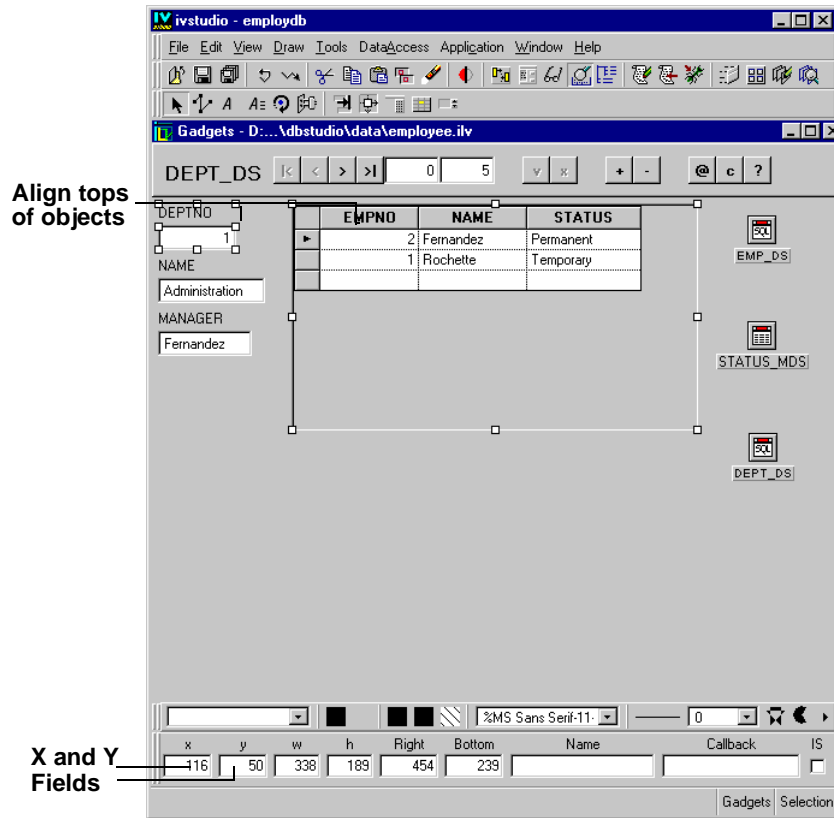 ivstudio - employdb
File Edit View Draw Tools DataAccess Application Window Help
Gadgets - D:...\dbstudio\data\employee.ilv
DEPT_DS |< < > >| 0 5 v x + - @ c ?
Align tops
of objects
DEPTNO
1
NAME
Administration
MANAGER
Fernandez
EMPNO NAME STATUS
2 Fernandez Permanent
1 Rochette Temporary
SQL
EMP_DS
STATUS_MDS
SQL
DEPT_DS
%MS Sans Serif-11- 0
X and Y
Fields
x y w h Right Bottom Name Callback IS
116 50 338 189 454 239
Gadgets Selection